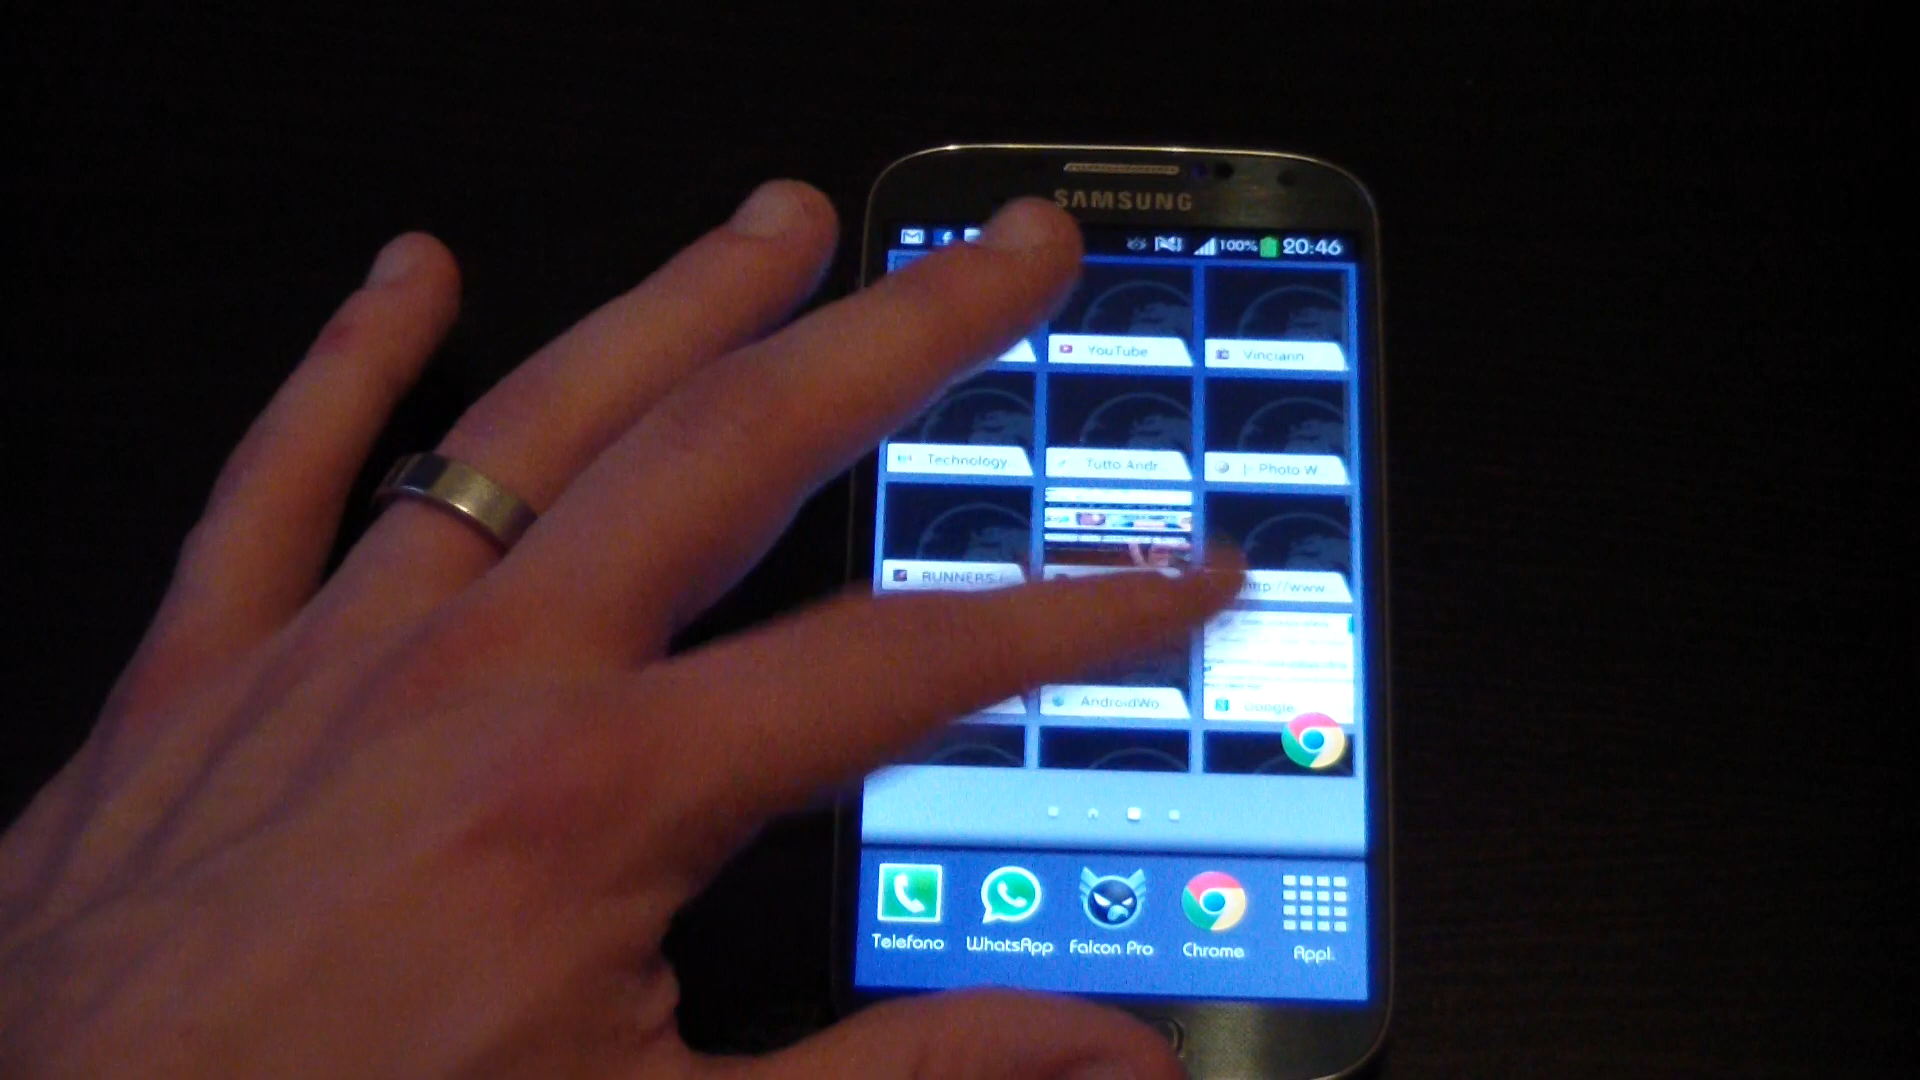 SAMSUNG
100% 20:46
YouTube
Vinciann
Technology
Tutto Andr
Photo W
RUNNERS
http://www
AndroidWo
Google
Telefono
WhatsApp
Falcon Pro
Chrome
Appl.